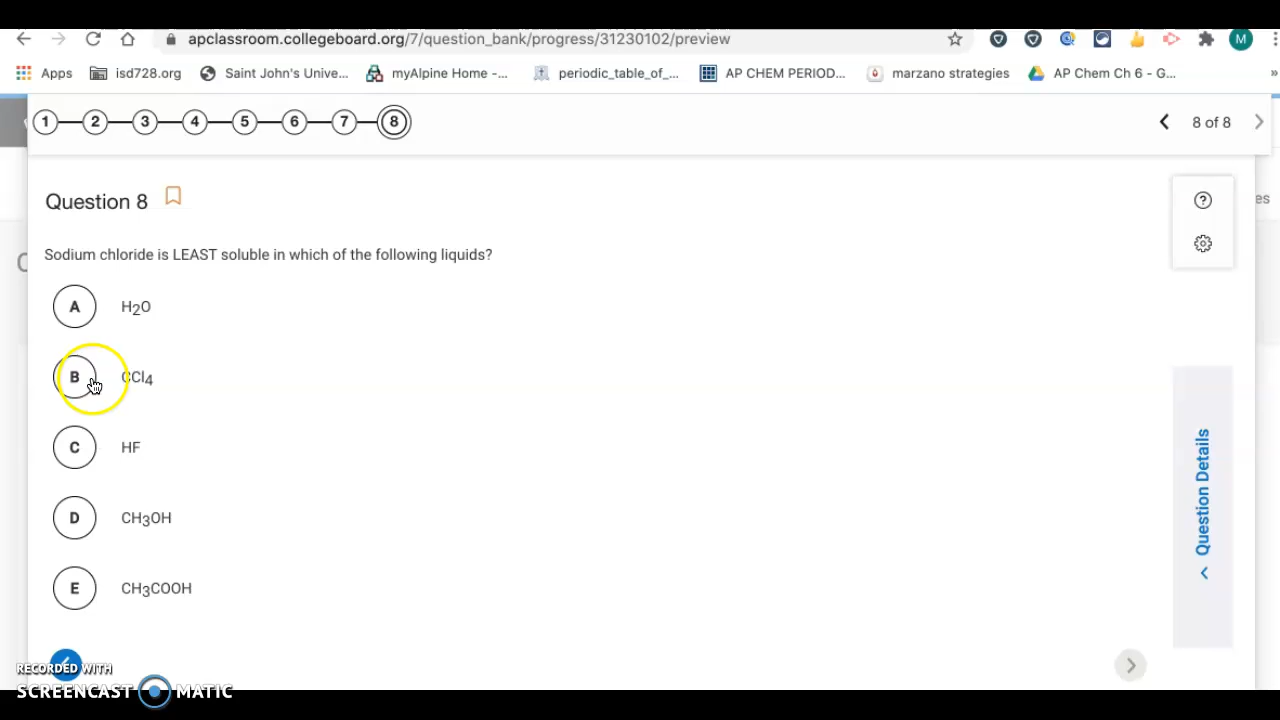 apclassroom.collegeboard.org/7/question_bank/progress/31230102/preview
M
Apps isd728.org Saint John's Unive... myAlpine Home -... periodic_table_of_... AP CHEM PERIOD... marzano strategies AP Chem Ch 6 - G... »
1 2 3 4 5 6 7 8 8 of 8
Question 8
es
Sodium chloride is LEAST soluble in which of the following liquids?
A H2O
B CCl4
C HF
D CH3OH
E CH3COOH
Question Details
RECORDED WITH
SCREENCAST MATIC